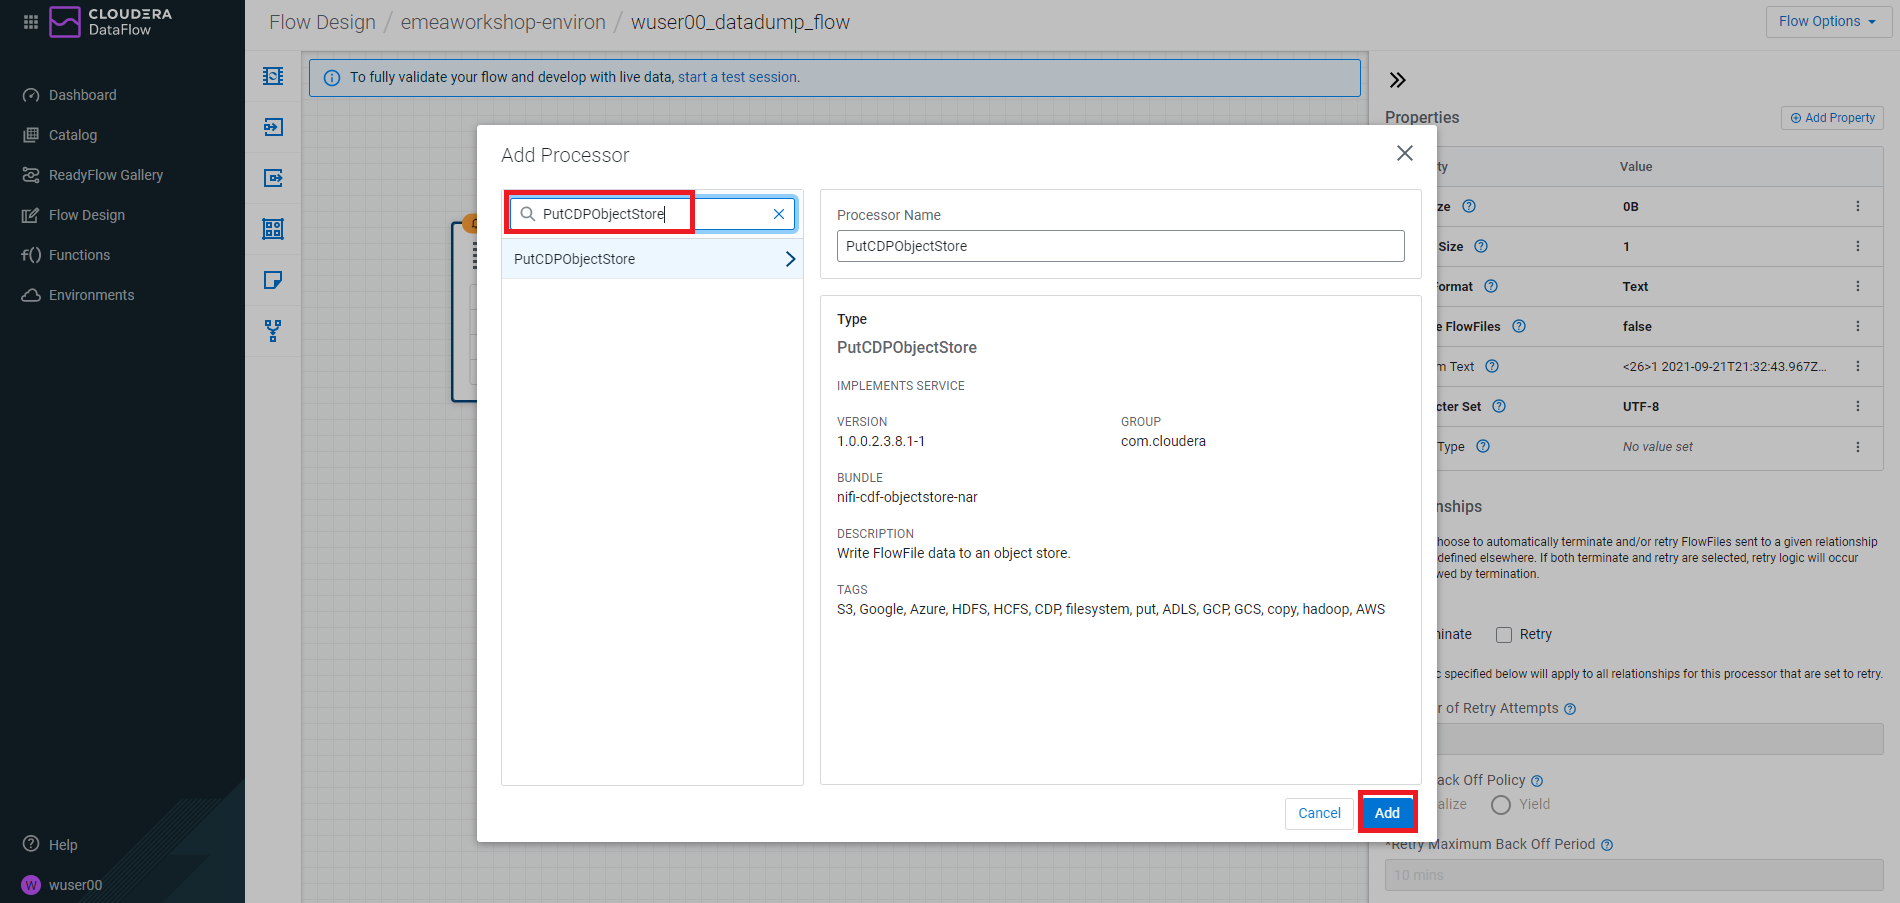 CLOUDERA
DataFlow
Dashboard
Catalog
ReadyFlow Gallery
Flow Design
Functions
Environments
Help
W wuser00
Flow Design / emeaworkshop-environ / wuser00_datadump_flow
Flow Options
To fully validate your flow and develop with live data, start a test session.
Add Processor
PutCDPObjectStore
PutCDPObjectStore
Processor Name
PutCDPObjectStore
Type
PutCDPObjectStore
IMPLEMENTS SERVICE
VERSION
1.0.0.2.3.8.1-1
GROUP
com.cloudera
BUNDLE
nifi-cdf-objectstore-nar
DESCRIPTION
Write FlowFile data to an object store.
TAGS
S3, Google, Azure, HDFS, HCFS, CDP, filesystem, put, ADLS, GCP, GCS, copy, hadoop, AWS
Cancel
Add
Properties
Add Property
ty Value
ze 0B
Size 1
Format Text
e FlowFiles false
m Text <26>1 2021-09-21T21:32:43.967Z...
cter Set UTF-8
Type No value set
nships
hoose to automatically terminate and/or retry FlowFiles sent to a given relationship
defined elsewhere. If both terminate and retry are selected, retry logic will occur
wed by termination.
inate Retry
c specified below will apply to all relationships for this processor that are set to retry.
r of Retry Attempts
ack Off Policy
alize Yield
*Retry Maximum Back Off Period
10 mins